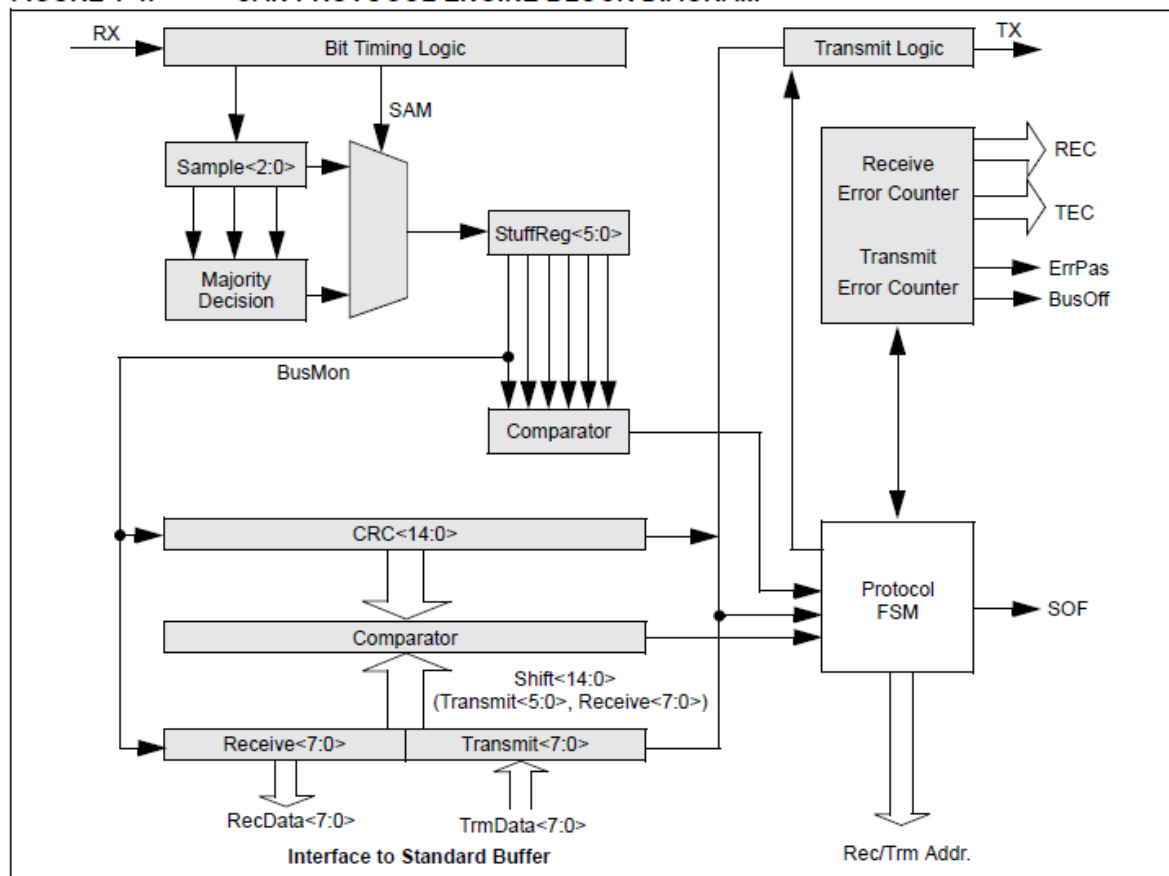 RX
Bit Timing Logic
Transmit Logic
TX
SAM
Sample<2:0>
Receive
Error Counter
REC
StuffReg<5:0>
TEC
Majority
Decision
Transmit
Error Counter
ErrPas
BusOff
BusMon
Comparator
CRC<14:0>
Protocol
FSM
SOF
Comparator
Shift<14:0>
(Transmit<5:0>, Receive<7:0>)
Receive<7:0>
Transmit<7:0>
RecData<7:0>
TrmData<7:0>
Interface to Standard Buffer
Rec/Trm Addr.